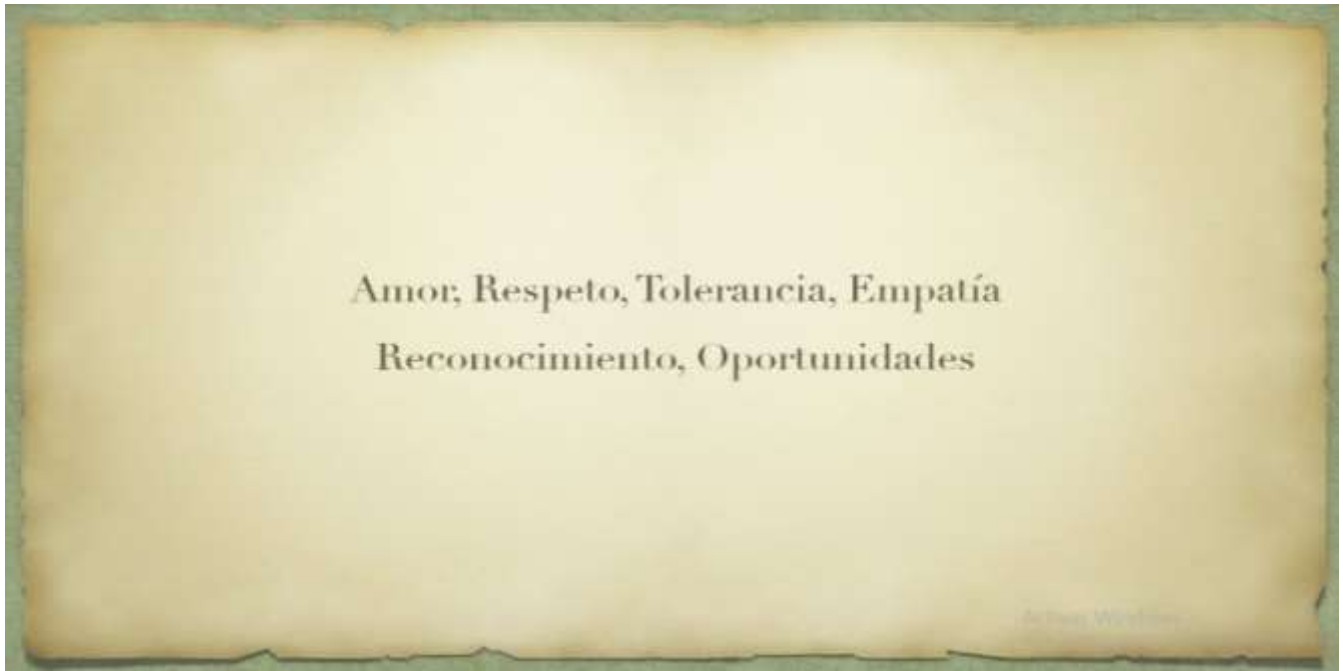 Amor, Respeto, Tolerancia, Empatía
Reconocimiento, Oportunidades